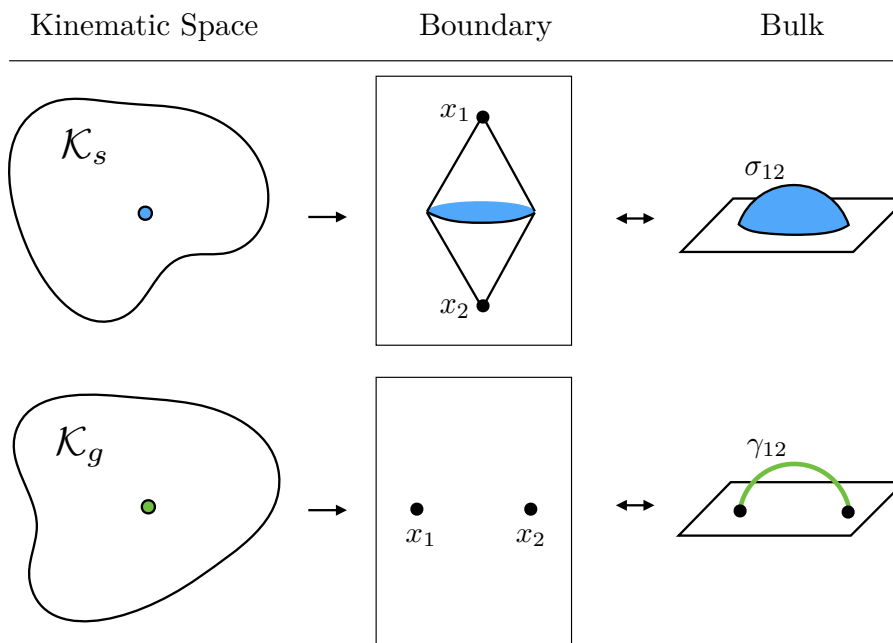 Kinematic Space Boundary Bulk
𝒦ₛ x₁ σ₁₂
x₂
𝒦g γ₁₂
x₁ x₂